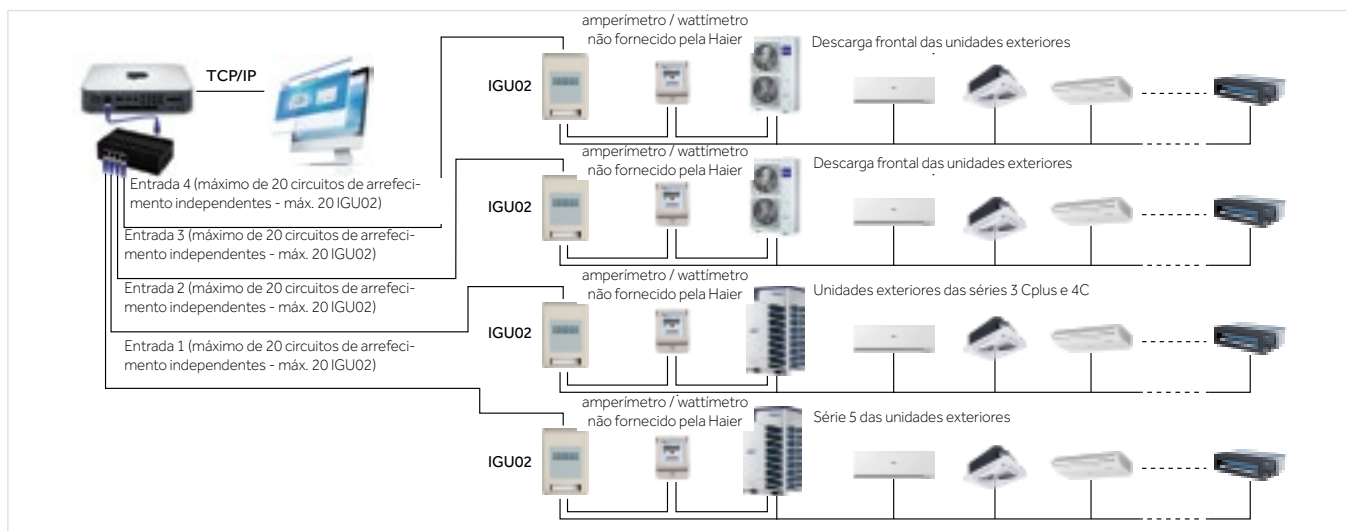 amperímetro / wattímetro
não fornecido pela Haier
Descarga frontal das unidades exteriores
TCP/IP
IGU02
amperímetro / wattímetro
não fornecido pela Haier
Descarga frontal das unidades exteriores
Entrada 4 (máximo de 20 circuitos de arrefeci-
mento independentes - máx. 20 IGU02)
IGU02
Entrada 3 (máximo de 20 circuitos de arrefeci-
mento independentes - máx. 20 IGU02)
amperímetro / wattímetro
não fornecido pela Haier
Entrada 2 (máximo de 20 circuitos de arrefeci-
mento independentes - máx. 20 IGU02)
Unidades exteriores das séries 3 Cplus e 4C
IGU02
Entrada 1 (máximo de 20 circuitos de arrefeci-
mento independentes - máx. 20 IGU02)
amperímetro / wattímetro
não fornecido pela Haier
Série 5 das unidades exteriores
IGU02